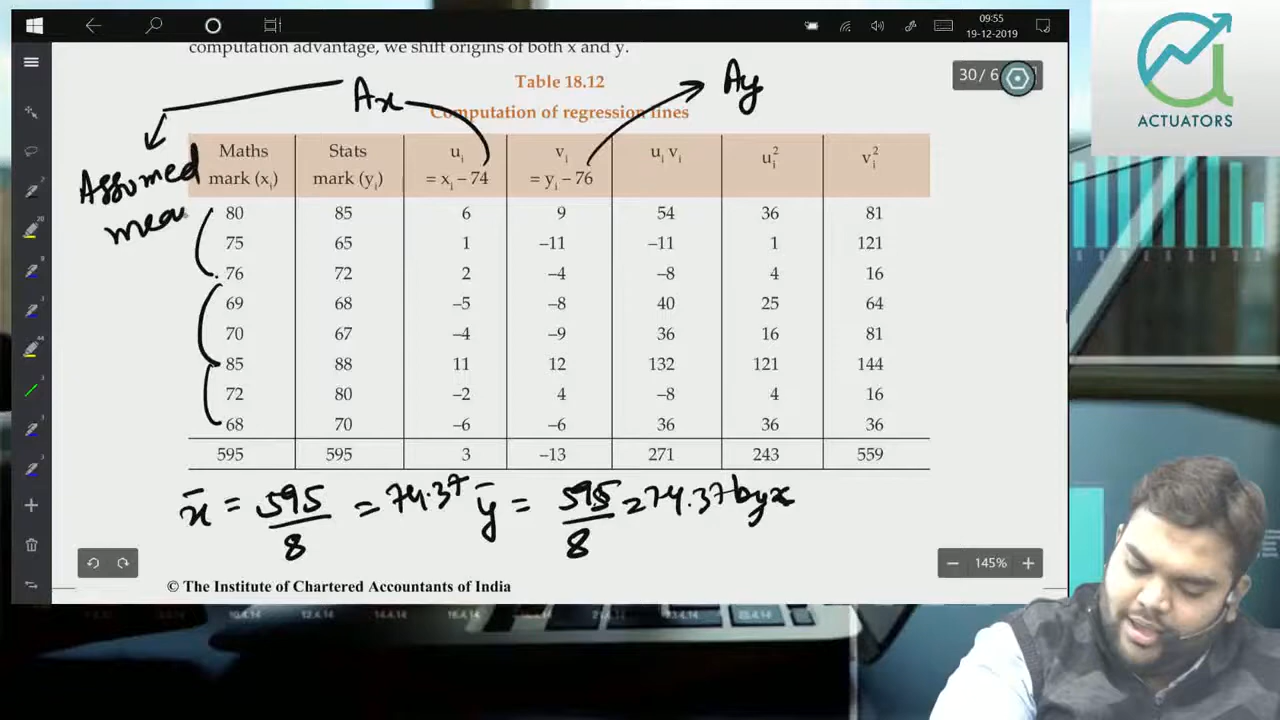 09:55
19-12-2019
computation advantage, we shift origins of both x and y.
Table 18.12
Computation of regression lines
30 / 6
ACTUATORS
Ax
Ay
Assumed
mea
Maths mark (xᵢ) Stats mark (yᵢ) uᵢ = xᵢ – 74 vᵢ = yᵢ – 76 uᵢ vᵢ uᵢ² vᵢ²
80 85 6 9 54 36 81
75 65 1 –11 –11 1 121
76 72 2 –4 –8 4 16
69 68 –5 –8 40 25 64
70 67 –4 –9 36 16 81
85 88 11 12 132 121 144
72 80 –2 4 –8 4 16
68 70 –6 –6 36 36 36
595 595 3 –13 271 243 559
x̄ = 595/8 = 74.37 ȳ = 595/8 = 74.37 byx
145%
© The Institute of Chartered Accountants of India